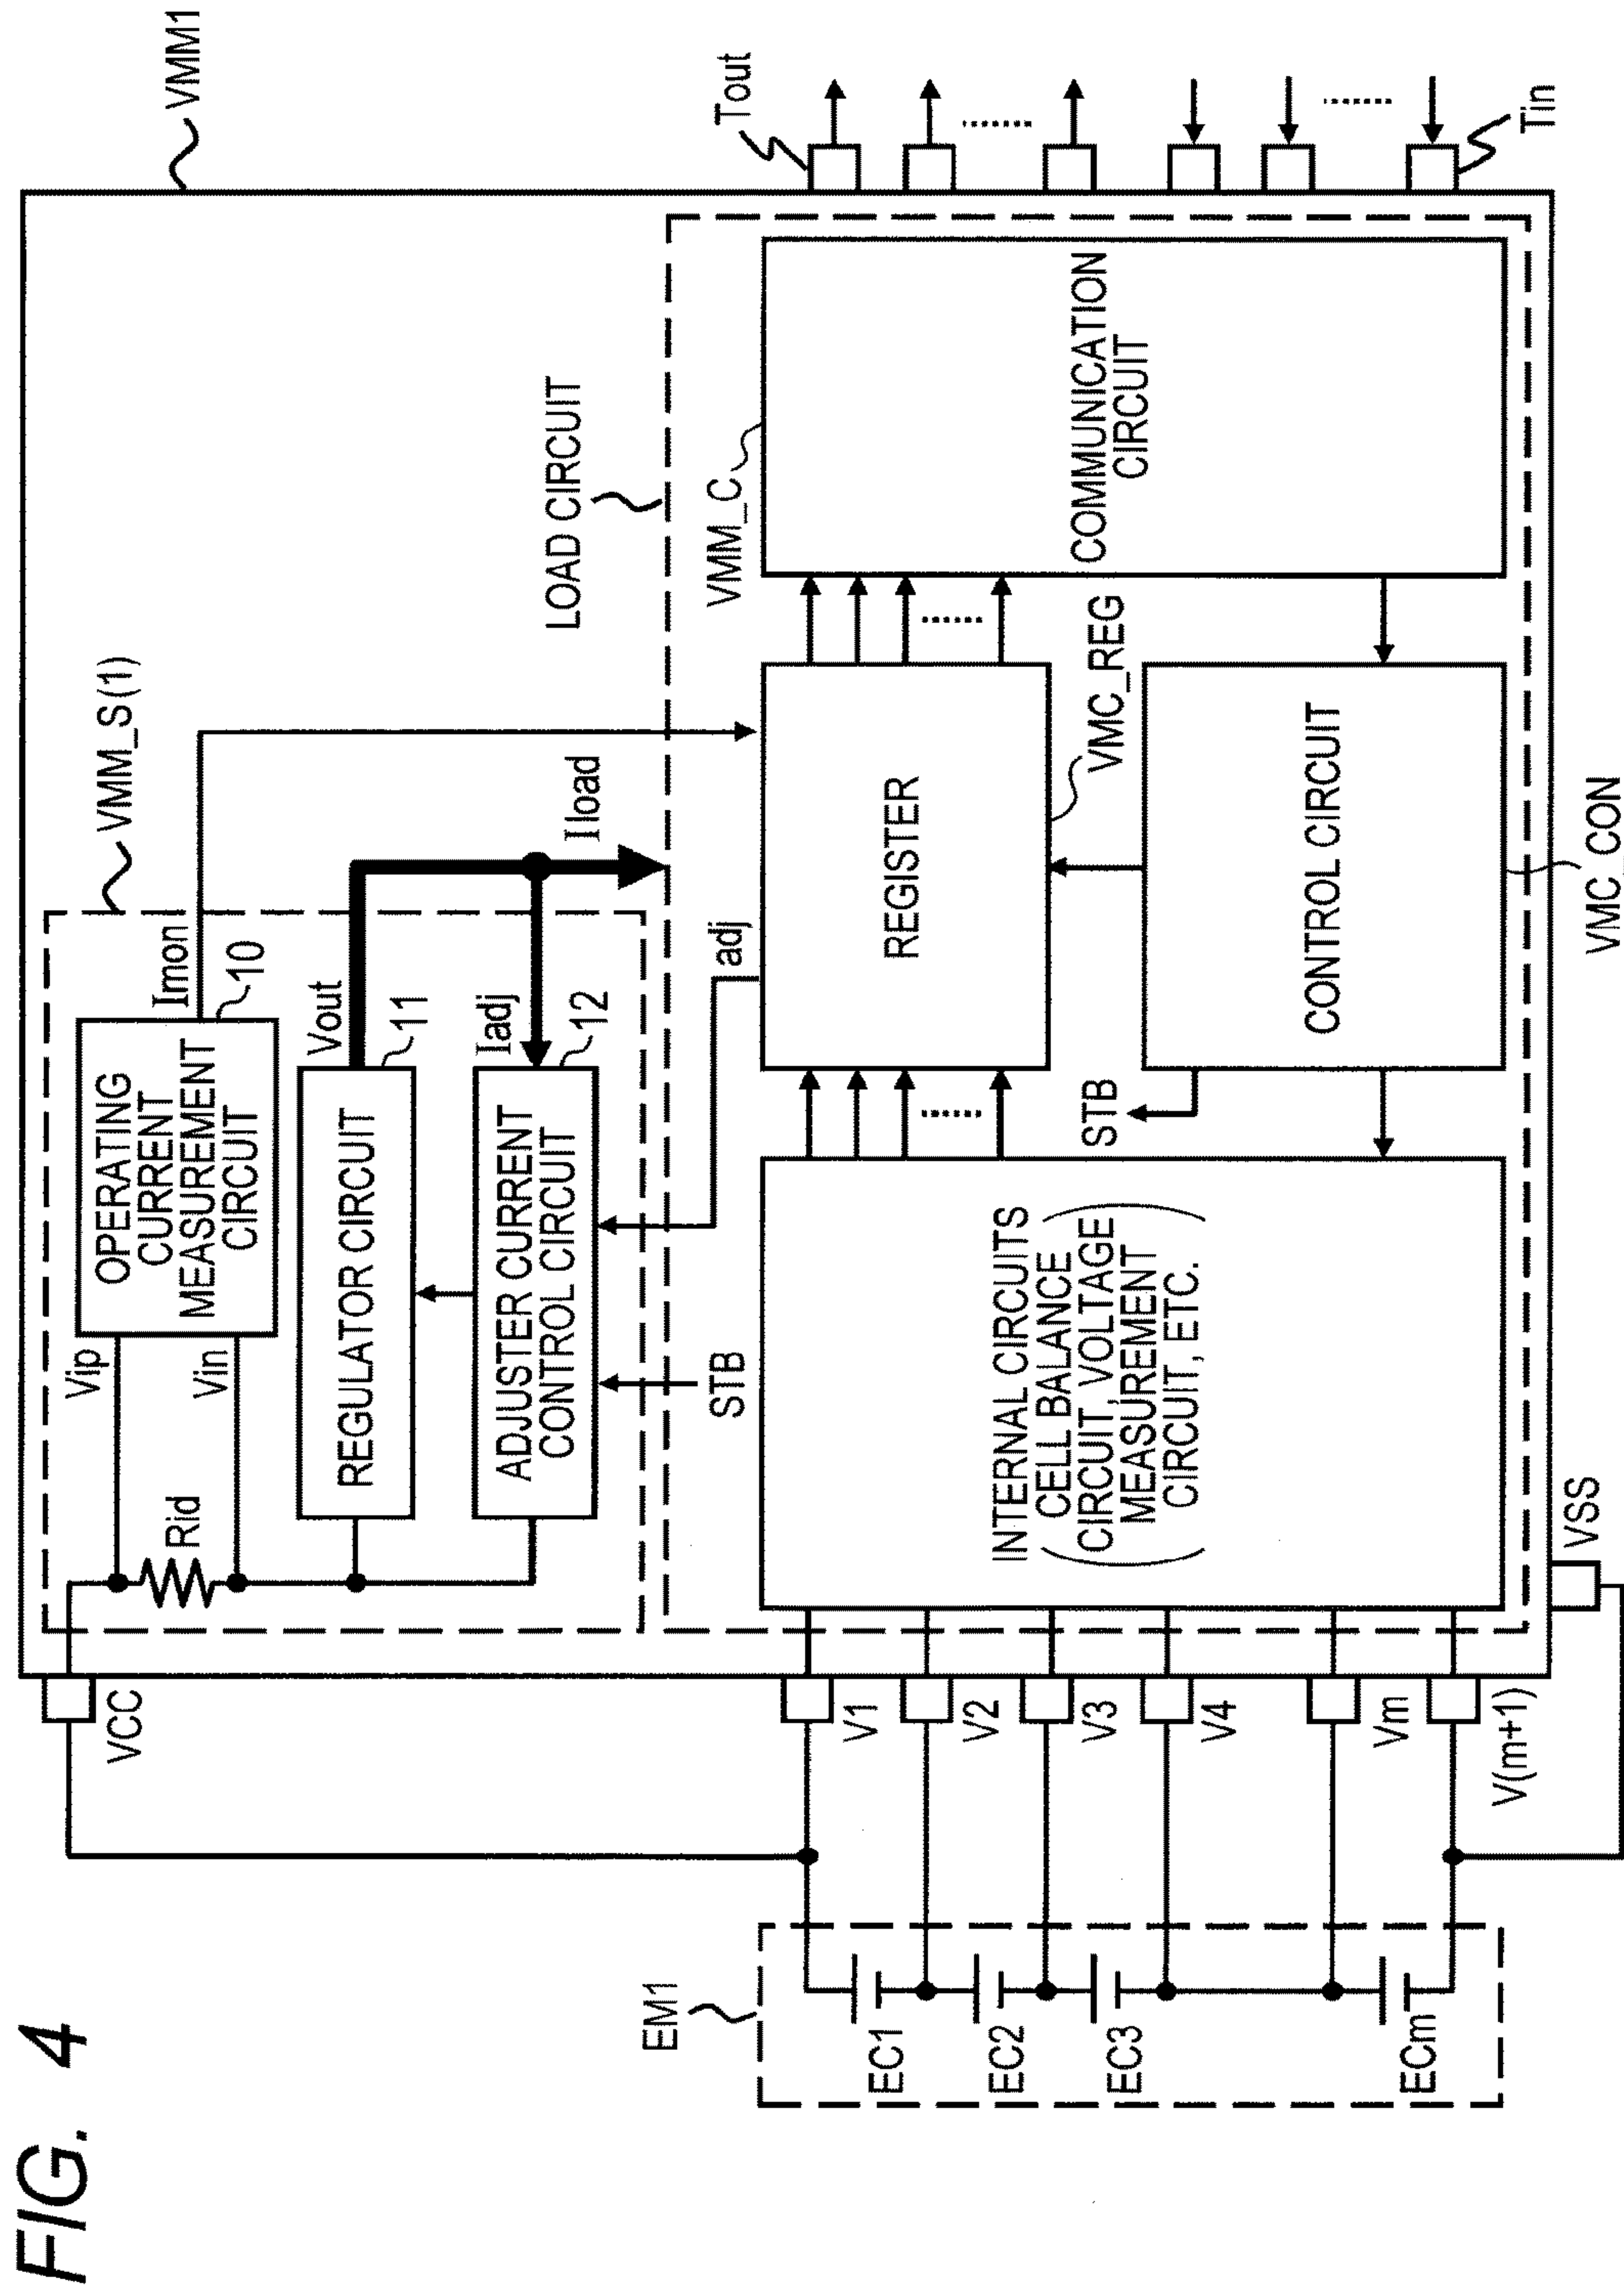 FIG. 4
VMM1
VMM_S(1)
VCC
Rid
Vip
Vin
OPERATING
CURRENT
MEASUREMENT
CIRCUIT
Imon
10
REGULATOR CIRCUIT
Vout
11
ADJUSTER CURRENT
CONTROL CIRCUIT
Iadj
12
Iload
LOAD CIRCUIT
STB
adj
VMM_C
Tout
EM1
EC1
EC2
EC3
ECm
V1
V2
V3
V4
Vm
V(m+1)
INTERNAL CIRCUITS
CELL BALANCE
CIRCUIT, VOLTAGE
MEASUREMENT
CIRCUIT, ETC.
REGISTER
VMC_REG
STB
CONTROL CIRCUIT
COMMUNICATION
CIRCUIT
Tin
VSS
VMC_CON